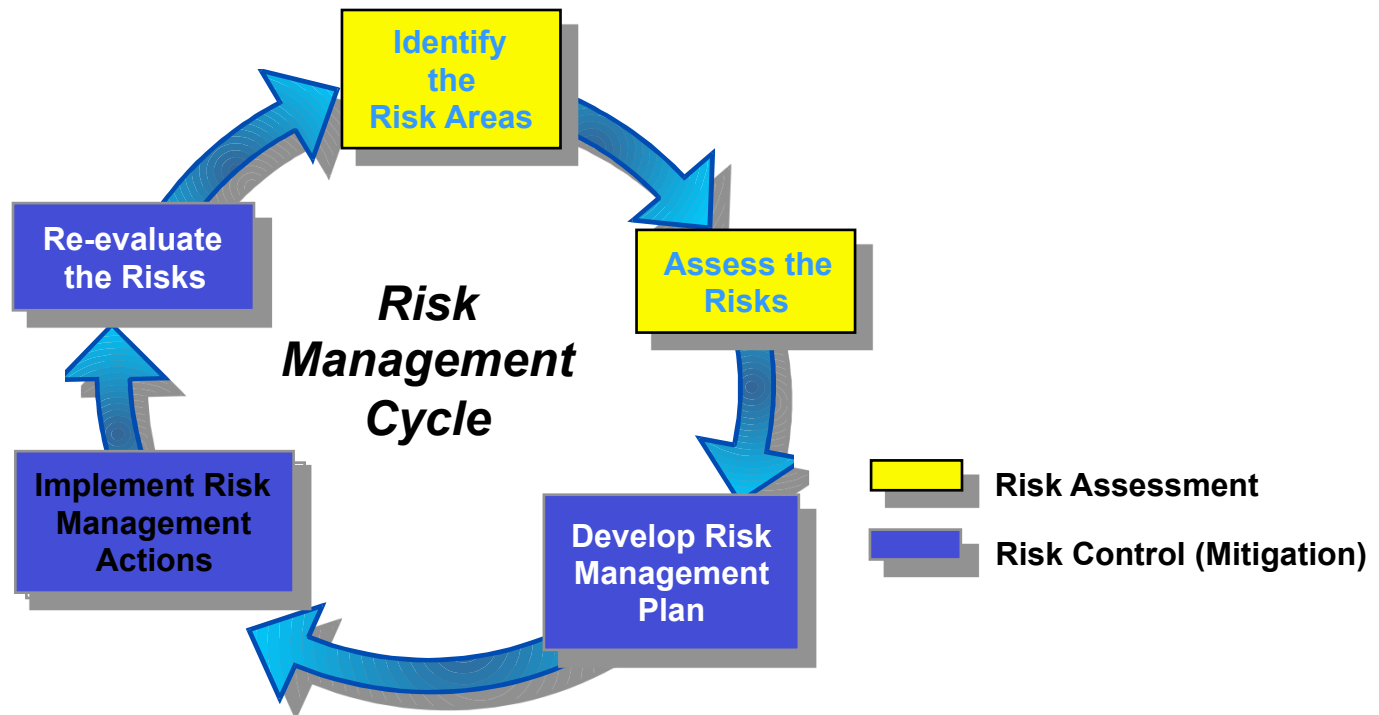 Identify
the
Risk Areas
Assess the
Risks
Develop Risk
Management
Plan
Implement Risk
Management
Actions
Re-evaluate
the Risks
Risk
Management
Cycle
Risk Assessment
Risk Control (Mitigation)